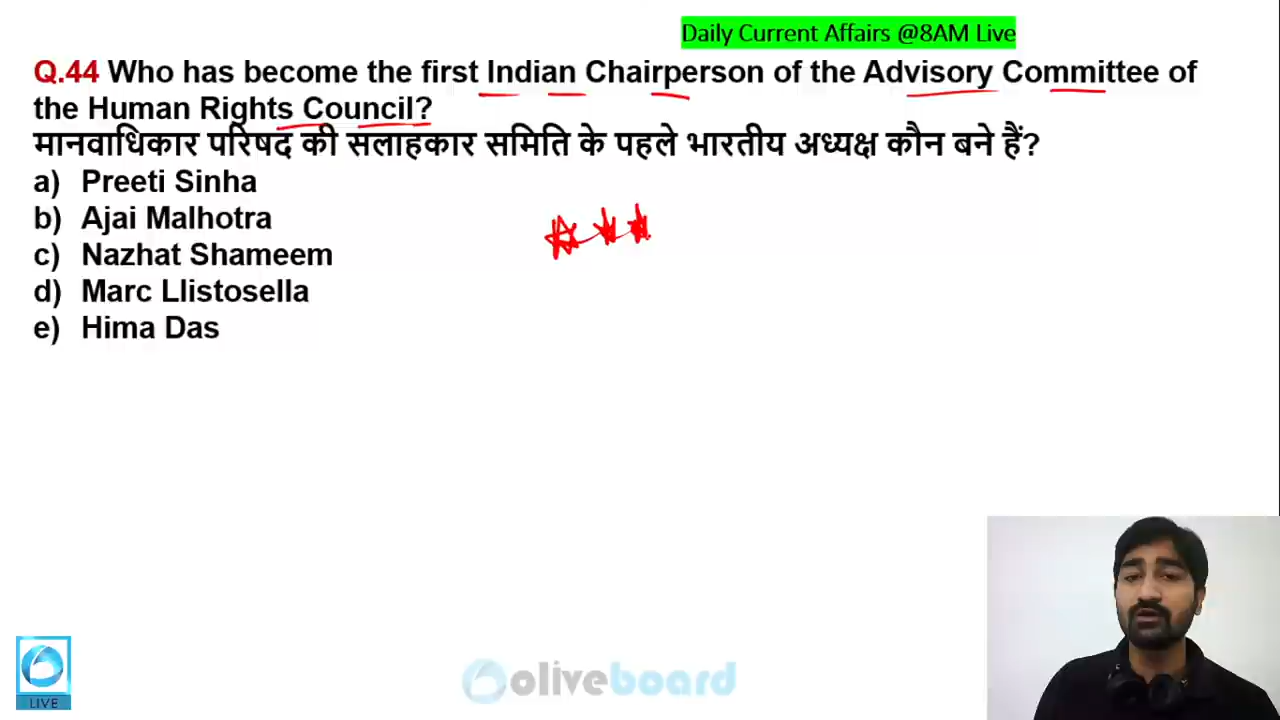 Daily Current Affairs @8AM Live
Q.44 Who has become the first Indian Chairperson of the Advisory Committee of
the Human Rights Council?
मानवाधिकार परिषद की सलाहकार समिति के पहले भारतीय अध्यक्ष कौन बने हैं?
a) Preeti Sinha
b) Ajai Malhotra
c) Nazhat Shameem
d) Marc Llistosella
e) Hima Das
LIVE
oliveboard